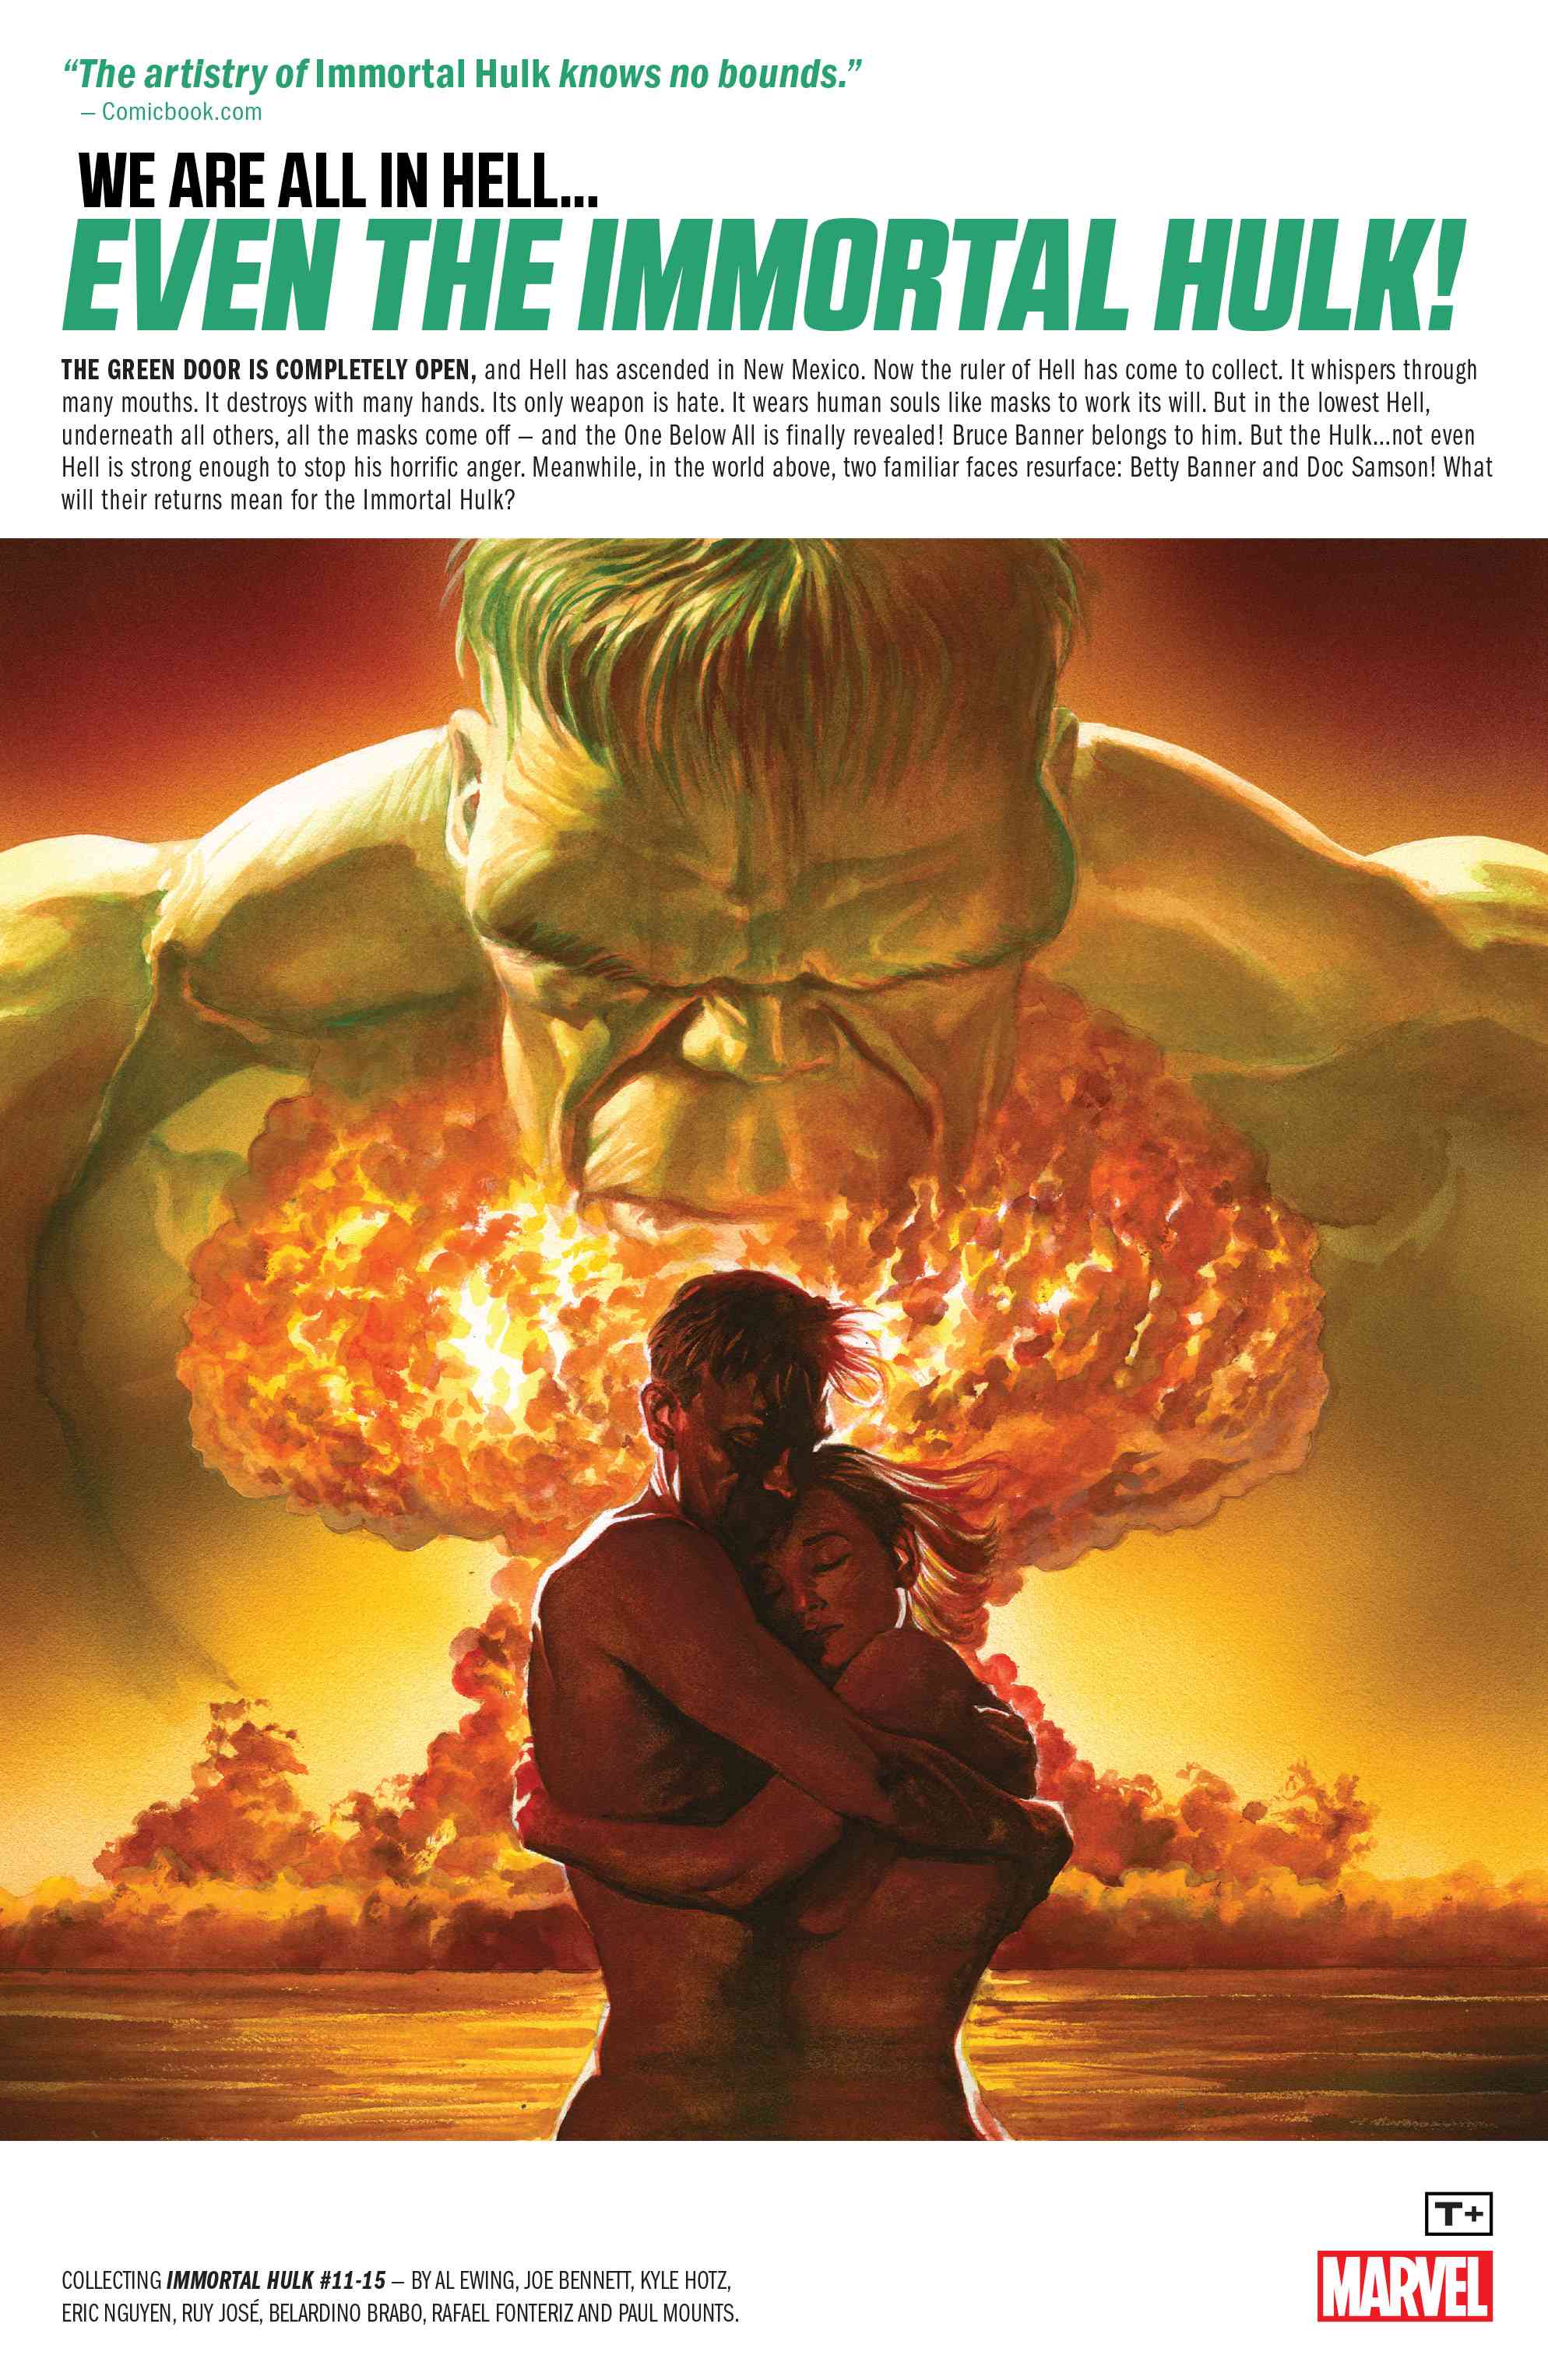 “The artistry of Immortal Hulk knows no bounds.”
– Comicbook.com
WE ARE ALL IN HELL...
EVEN THE IMMORTAL HULK!
THE GREEN DOOR IS COMPLETELY OPEN, and Hell has ascended in New Mexico. Now the ruler of Hell has come to collect. It whispers through
many mouths. It destroys with many hands. Its only weapon is hate. It wears human souls like masks to work its will. But in the lowest Hell,
underneath all others, all the masks come off – and the One Below All is finally revealed! Bruce Banner belongs to him. But the Hulk...not even
Hell is strong enough to stop his horrific anger. Meanwhile, in the world above, two familiar faces resurface: Betty Banner and Doc Samson! What
will their returns mean for the Immortal Hulk?
T+
MARVEL
COLLECTING IMMORTAL HULK #11-15 – BY AL EWING, JOE BENNETT, KYLE HOTZ,
ERIC NGUYEN, RUY JOSÉ, BELARDINO BRABO, RAFAEL FONTERIZ AND PAUL MOUNTS.